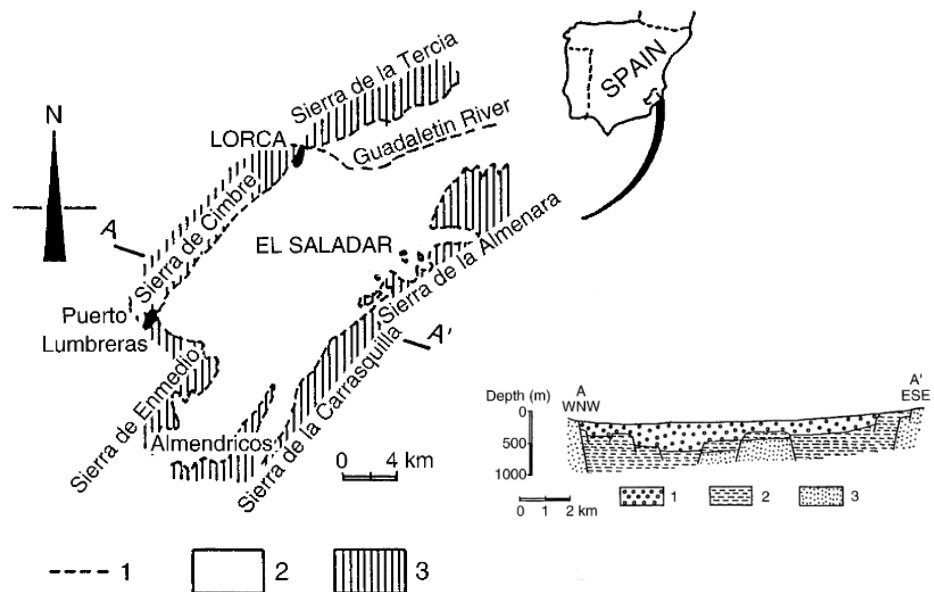 SPAIN
N
Sierra de la Tercia
LORCA
Guadaletin River
Sierra de Cimbre
A
EL SALADAR
Sierra de la Almenara
Puerto
Lumbreras
A'
Sierra de la Carrasquilla
Sierra de Enmedio
Almendricos
0 4 km
1 2 3
Depth (m)
A
WNW
A'
ESE
0
500
1000
0 1 2 km
1 2 3